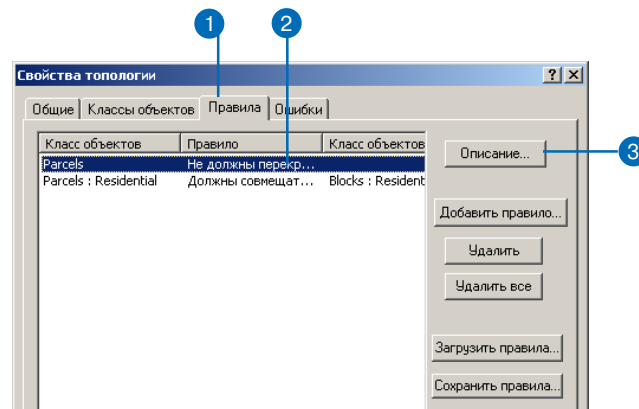 1 2
Свойства топологии
Общие Классы объектов Правила Ошибки
Класс объектов Правило Класс объектов
Parcels Не должны перекр...
Parcels : Residential Должны совмещат... Blocks : Resident
Описание... 3
Добавить правило...
Удалить
Удалить все
Загрузить правила...
Сохранить правила...